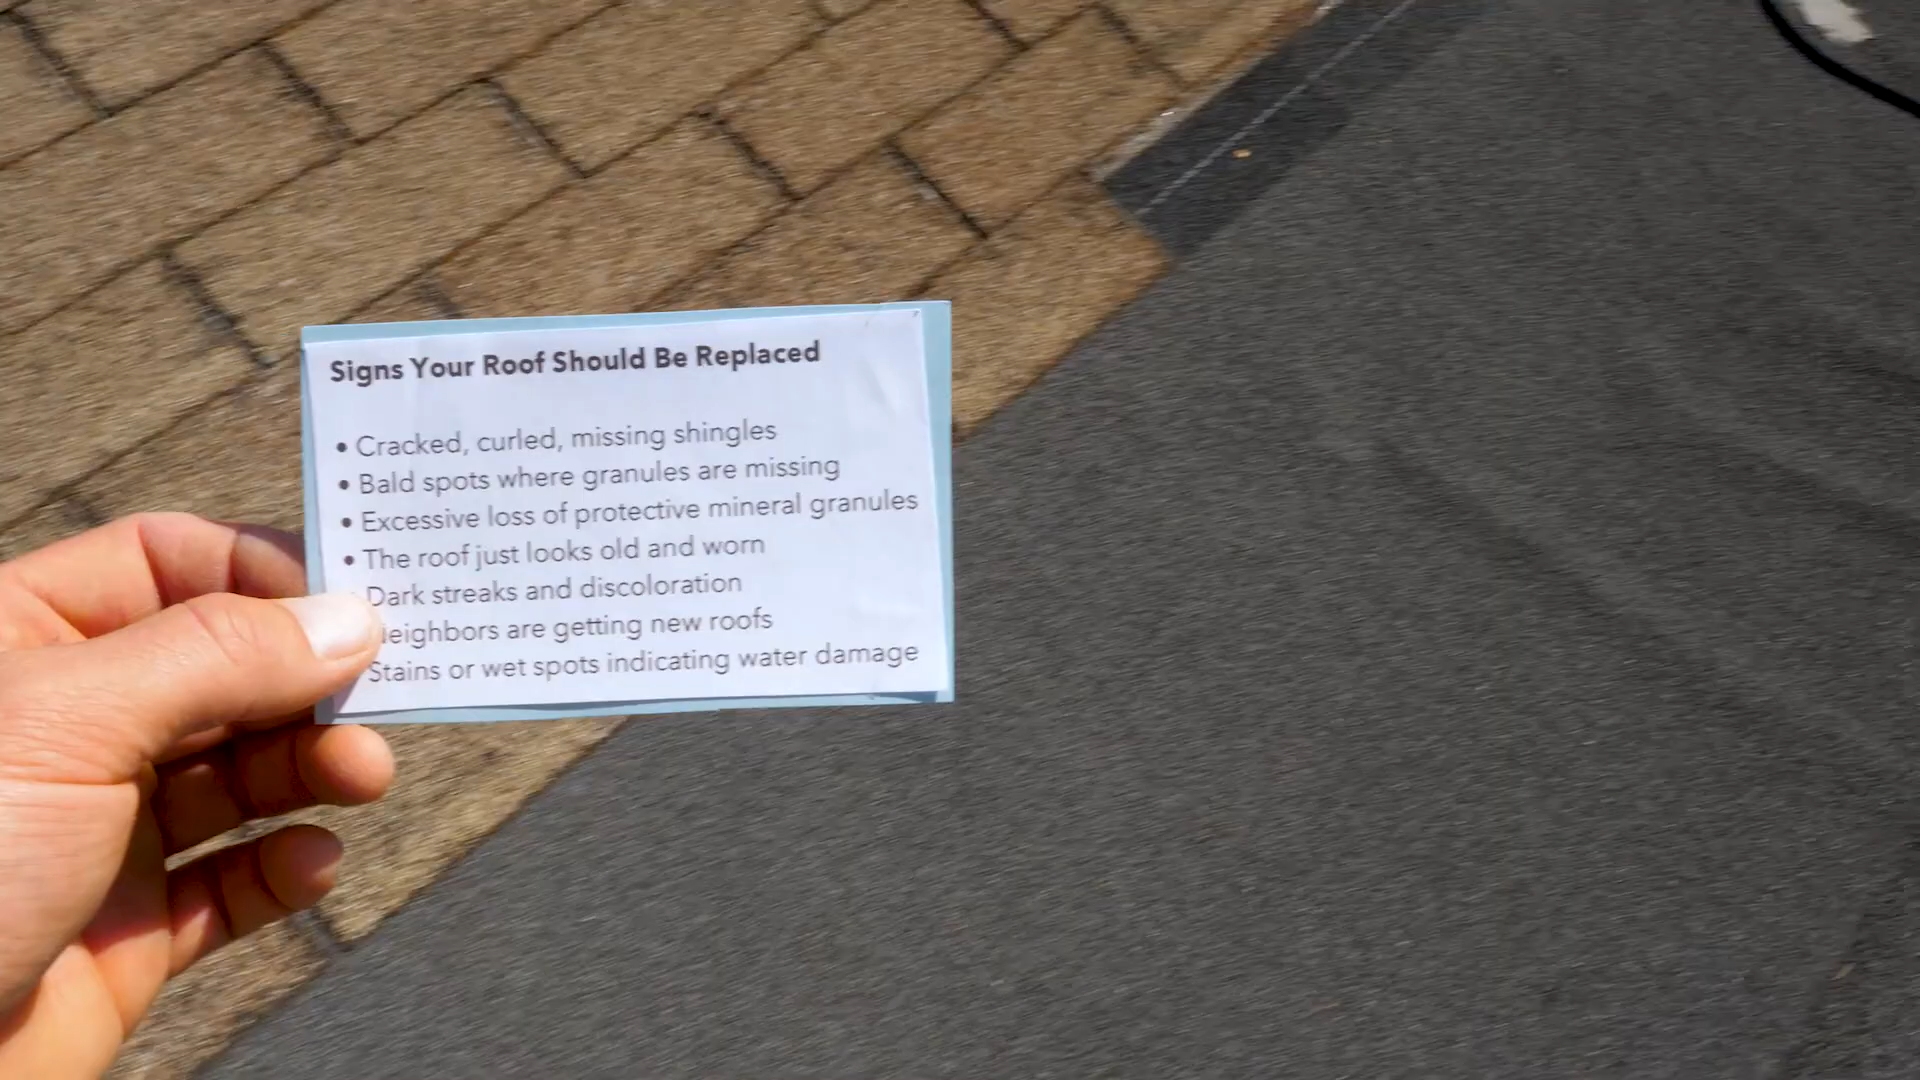 Signs Your Roof Should Be Replaced
• Cracked, curled, missing shingles
• Bald spots where granules are missing
• Excessive loss of protective mineral granules
• The roof just looks old and worn
Dark streaks and discoloration
eighbors are getting new roofs
Stains or wet spots indicating water damage